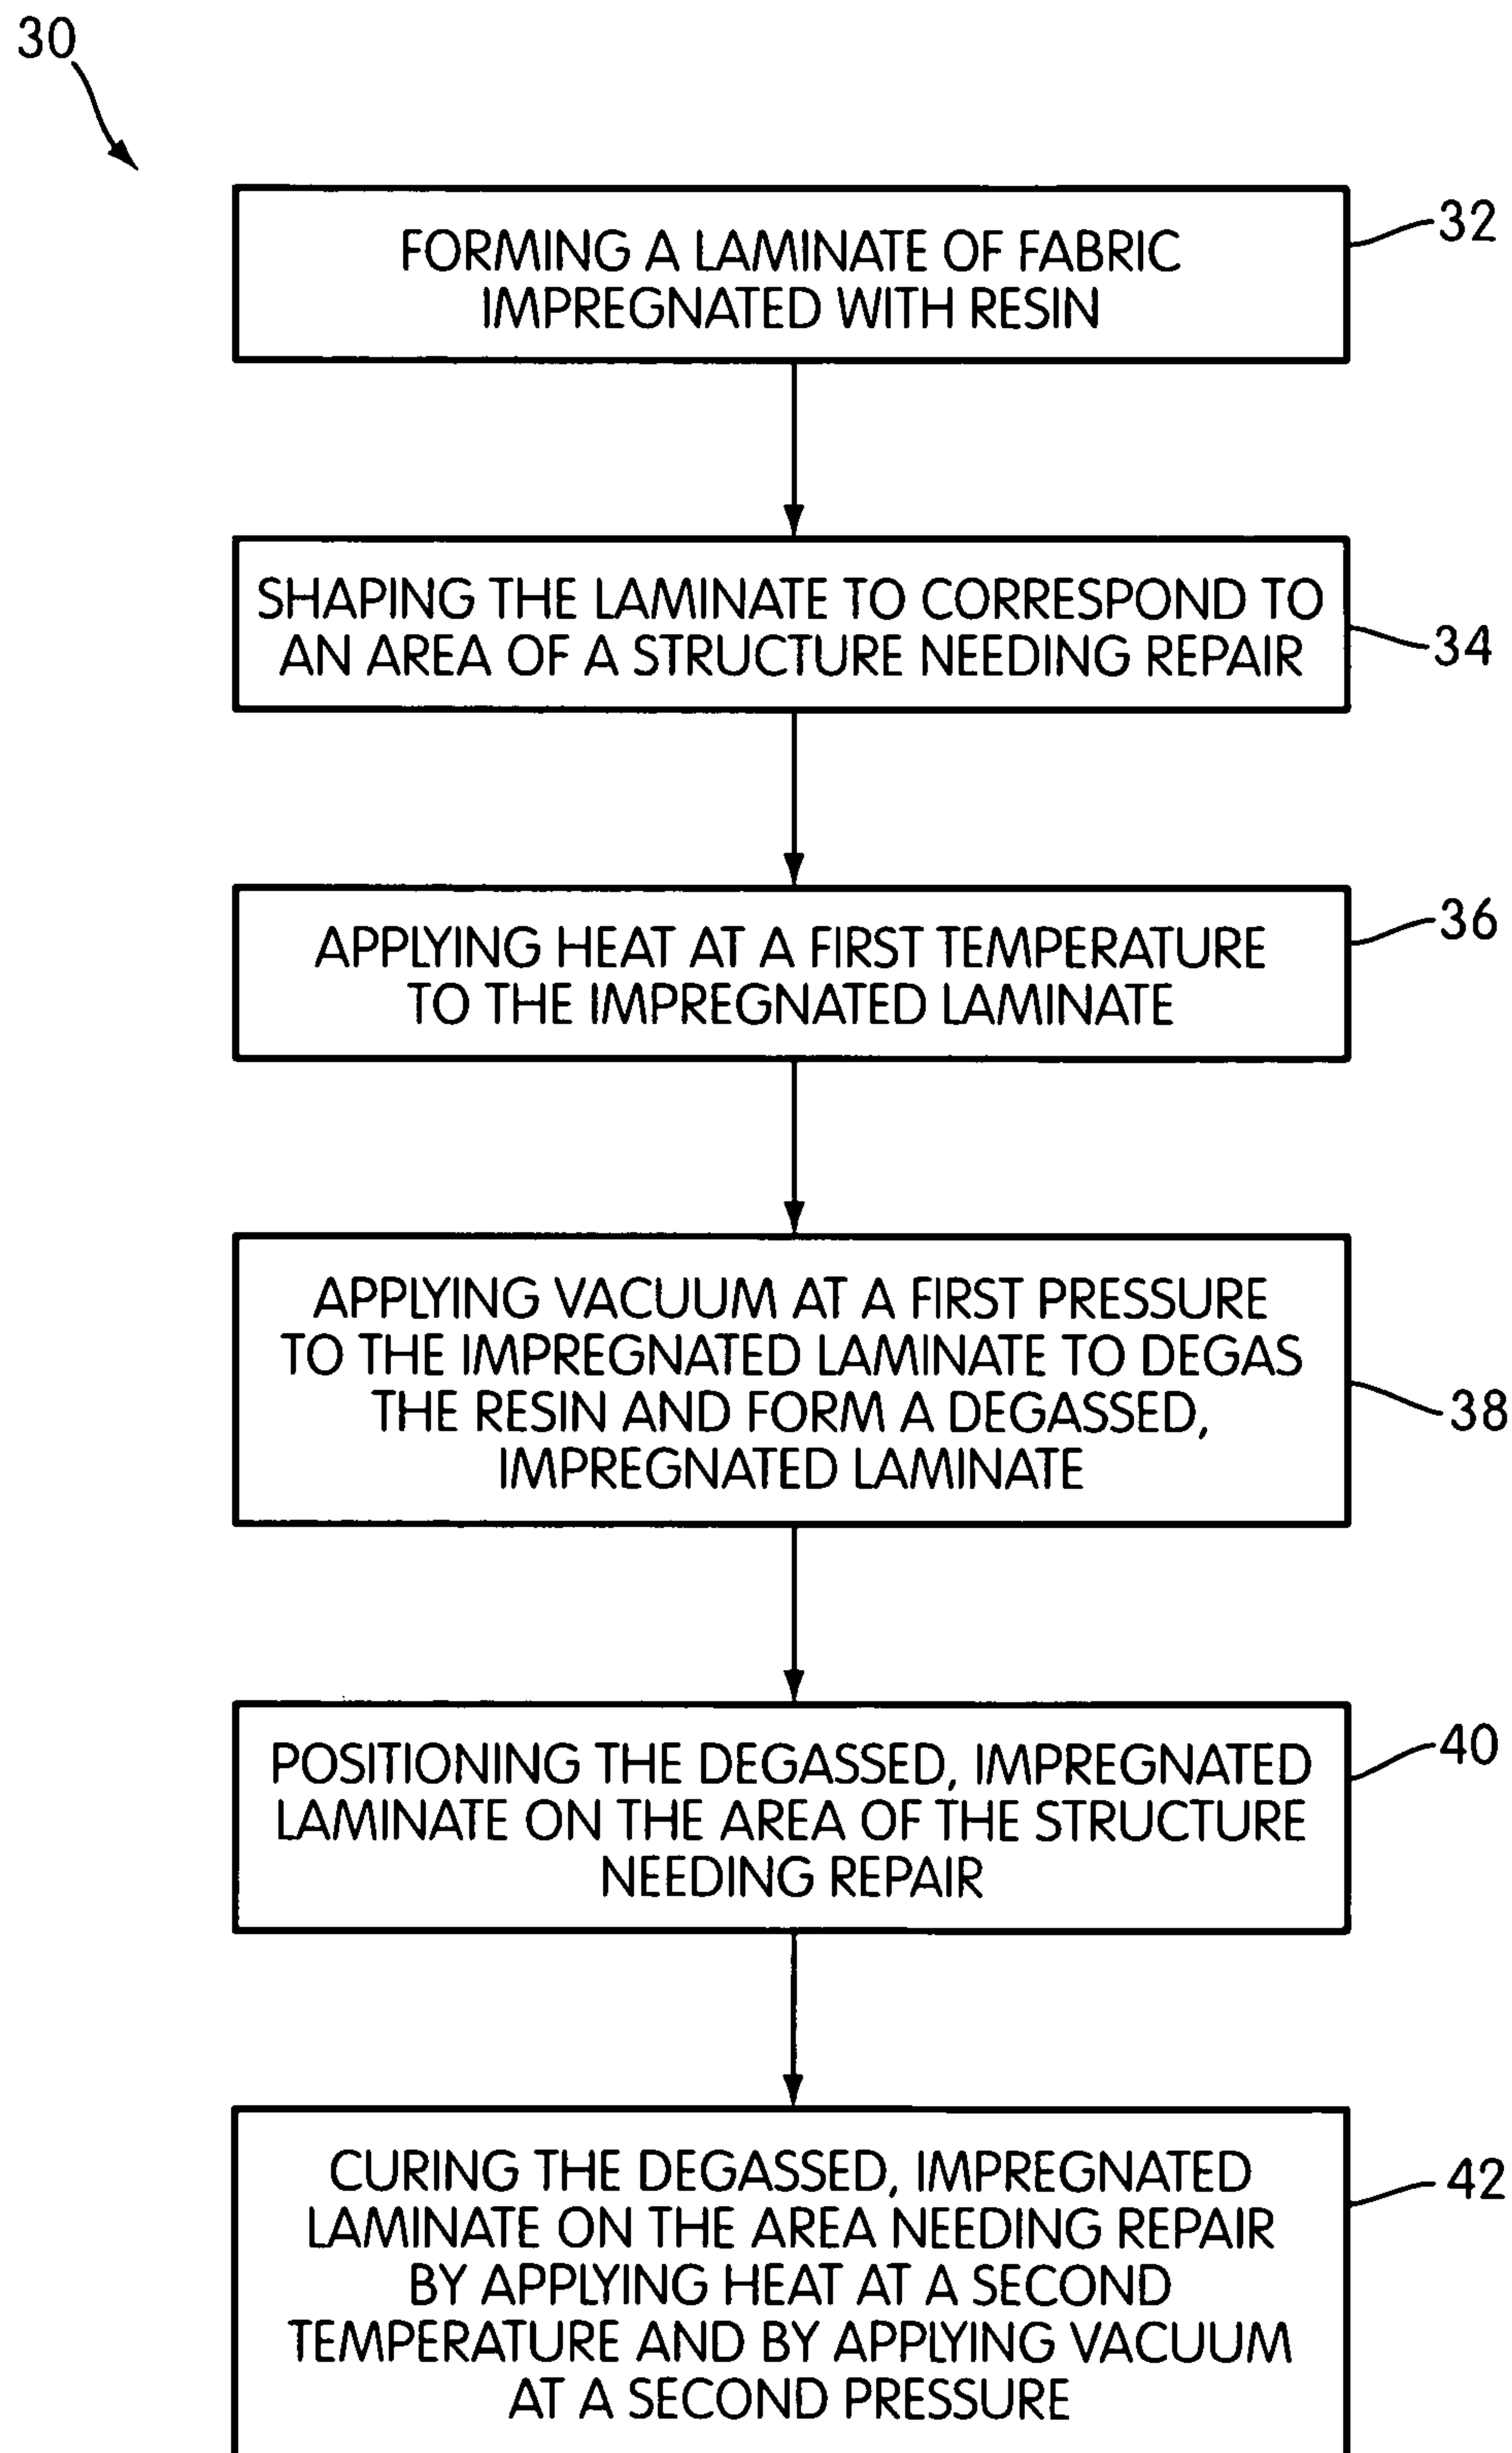 30
FORMING A LAMINATE OF FABRIC
IMPREGNATED WITH RESIN
32
SHAPING THE LAMINATE TO CORRESPOND TO
AN AREA OF A STRUCTURE NEEDING REPAIR
34
APPLYING HEAT AT A FIRST TEMPERATURE
TO THE IMPREGNATED LAMINATE
36
APPLYING VACUUM AT A FIRST PRESSURE
TO THE IMPREGNATED LAMINATE TO DEGAS
THE RESIN AND FORM A DEGASSED,
IMPREGNATED LAMINATE
38
POSITIONING THE DEGASSED, IMPREGNATED
LAMINATE ON THE AREA OF THE STRUCTURE
NEEDING REPAIR
40
CURING THE DEGASSED, IMPREGNATED
LAMINATE ON THE AREA NEEDING REPAIR
BY APPLYING HEAT AT A SECOND
TEMPERATURE AND BY APPLYING VACUUM
AT A SECOND PRESSURE
42